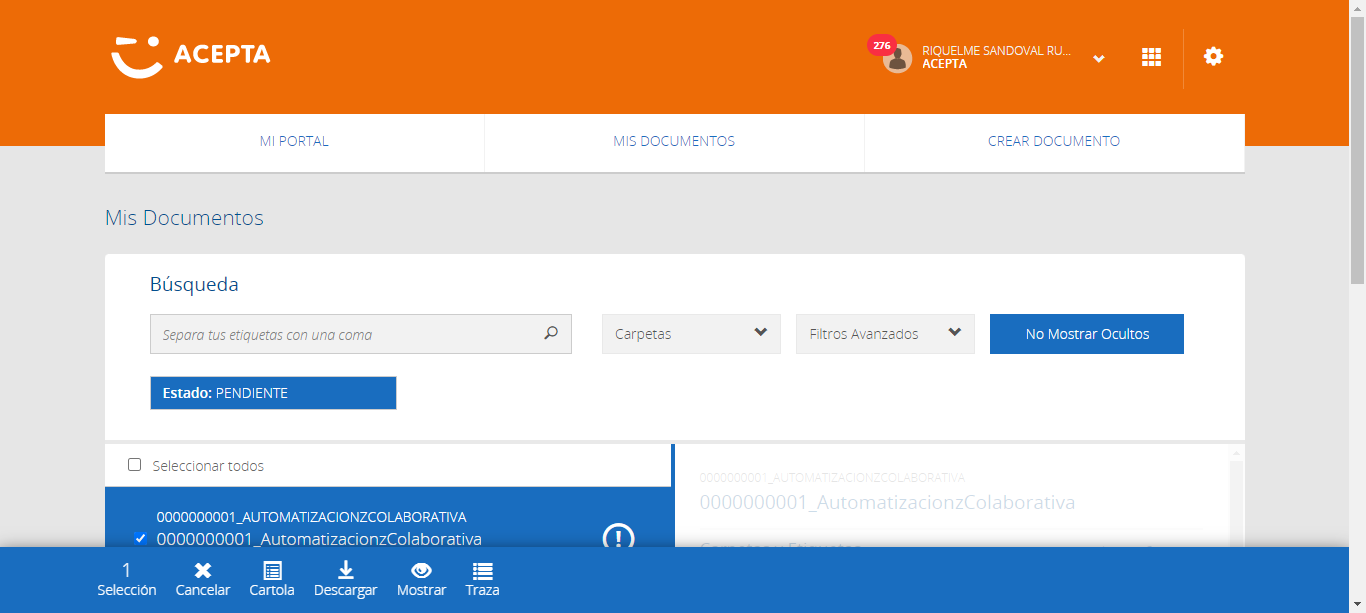 ACEPTA
276
RIQUELME SANDOVAL RU...
ACEPTA
MI PORTAL
MIS DOCUMENTOS
CREAR DOCUMENTO
Mis Documentos
Búsqueda
Separa tus etiquetas con una coma
Carpetas
Filtros Avanzados
No Mostrar Ocultos
Estado: PENDIENTE
Seleccionar todos
0000000001_AUTOMATIZACIONZCOLABORATIVA
0000000001_AutomatizacionzColaborativa
0000000001_AUTOMATIZACIONZCOLABORATIVA
0000000001_AutomatizacionzColaborativa
Carpetas y Etiquetas
1
Selección
Cancelar
Cartola
Descargar
Mostrar
Traza